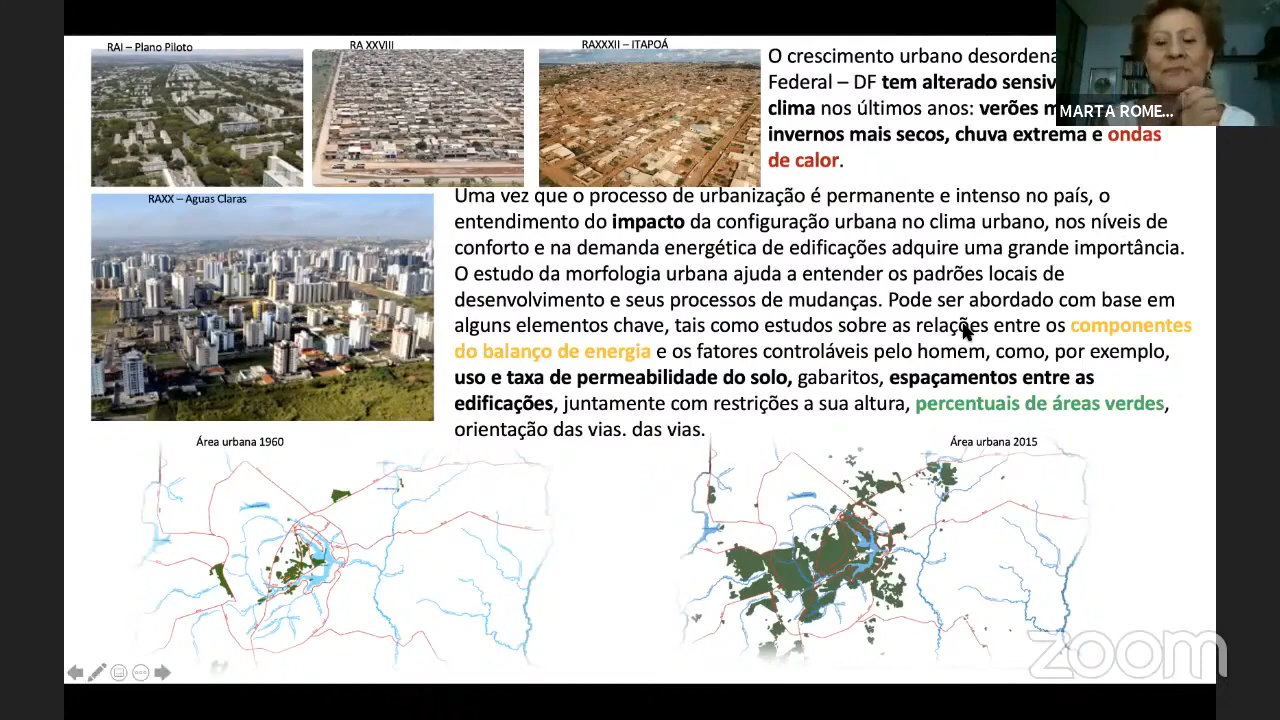 RAI – Plano Piloto
RA XXVIII
RAXXXII – ITAPOÁ
O crescimento urbano desordena
Federal – DF tem alterado sensiv
clima nos últimos anos: verões m
invernos mais secos, chuva extrema e ondas
de calor.
MARTA ROME...
RAXX – Aguas Claras
Uma vez que o processo de urbanização é permanente e intenso no país, o
entendimento do impacto da configuração urbana no clima urbano, nos níveis de
conforto e na demanda energética de edificações adquire uma grande importância.
O estudo da morfologia urbana ajuda a entender os padrões locais de
desenvolvimento e seus processos de mudanças. Pode ser abordado com base em
alguns elementos chave, tais como estudos sobre as relações entre os componentes
do balanço de energia e os fatores controláveis pelo homem, como, por exemplo,
uso e taxa de permeabilidade do solo, gabaritos, espaçamentos entre as
edificações, juntamente com restrições a sua altura, percentuais de áreas verdes,
orientação das vias. das vias.
Área urbana 1960
Área urbana 2015
zoom